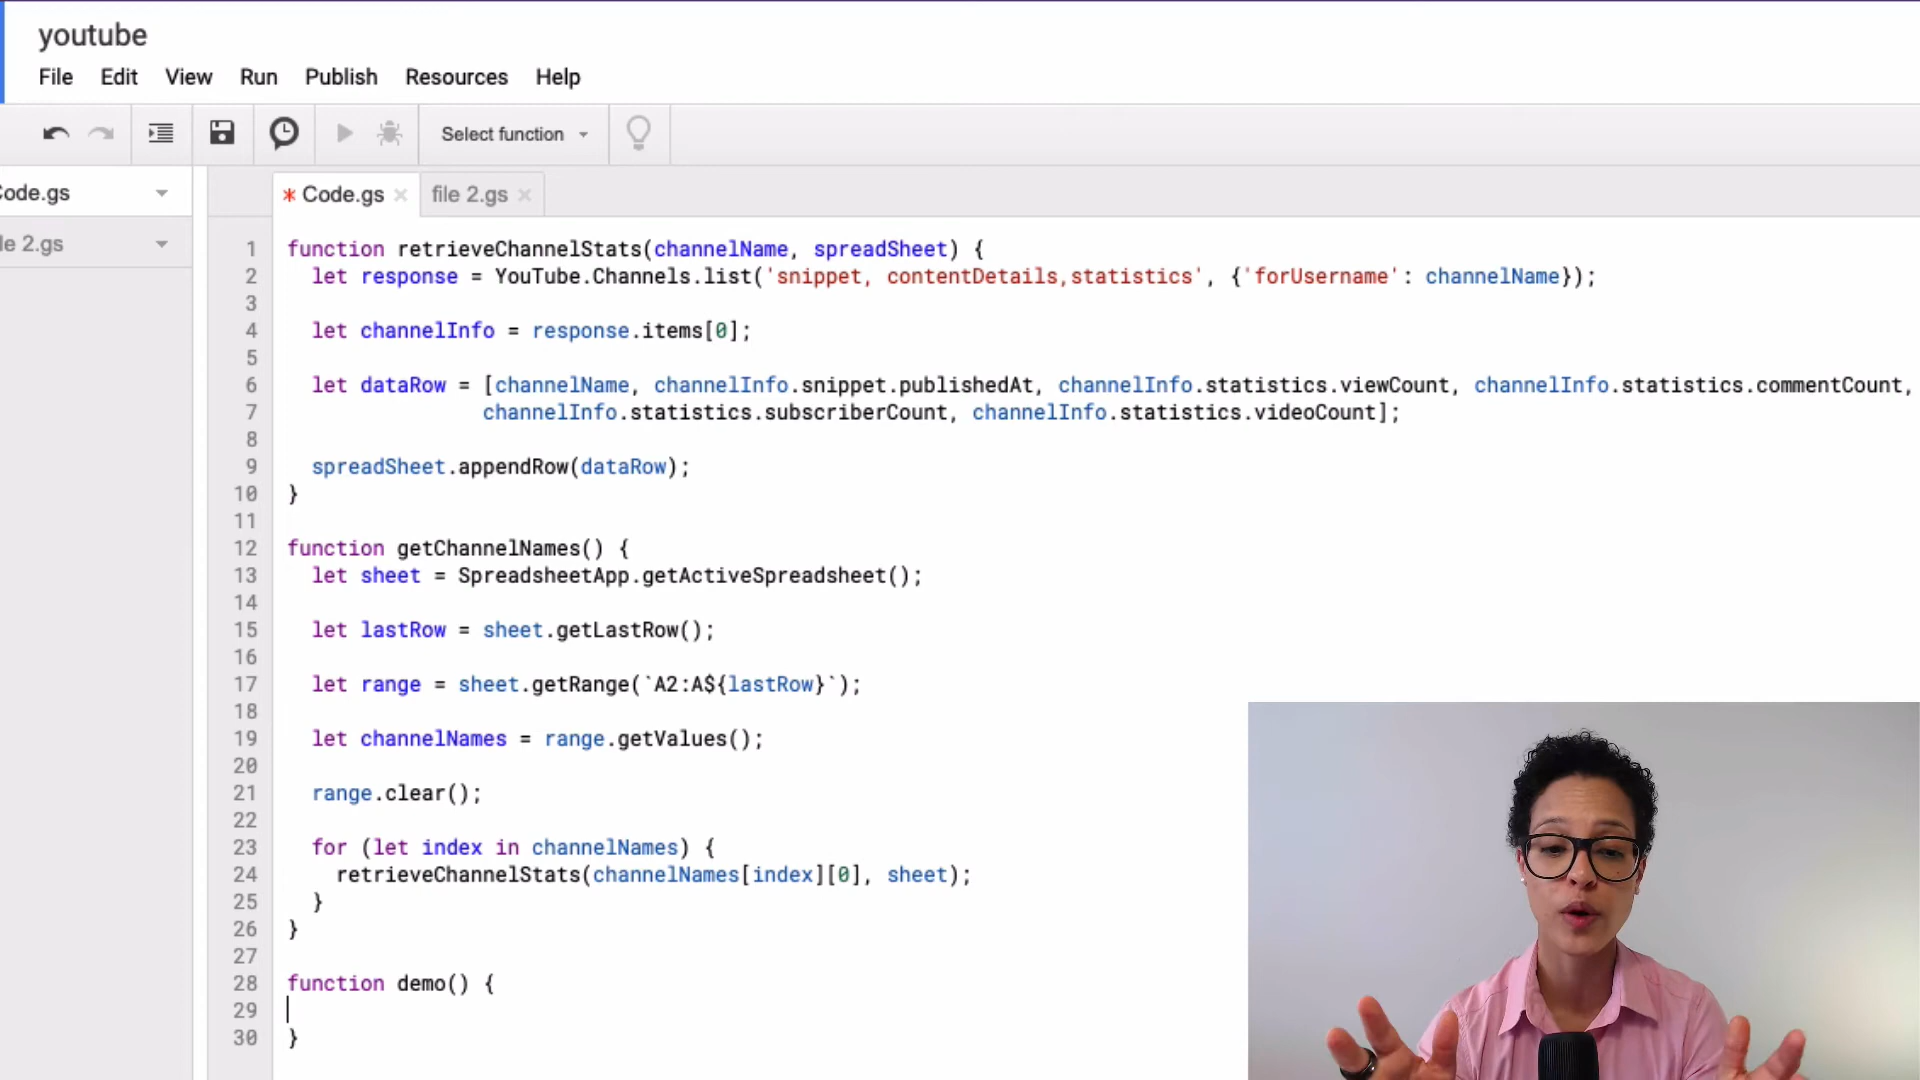 youtube
File Edit View Run Publish Resources Help
Select function
Code.gs
* Code.gs × file 2.gs ×
le 2.gs
1 function retrieveChannelStats(channelName, spreadSheet) {
2 let response = YouTube.Channels.list('snippet, contentDetails,statistics', {'forUsername': channelName});
3
4 let channelInfo = response.items[0];
5
6 let dataRow = [channelName, channelInfo.snippet.publishedAt, channelInfo.statistics.viewCount, channelInfo.statistics.commentCount,
7 channelInfo.statistics.subscriberCount, channelInfo.statistics.videoCount];
8
9 spreadSheet.appendRow(dataRow);
10 }
11
12 function getChannelNames() {
13 let sheet = SpreadsheetApp.getActiveSpreadsheet();
14
15 let lastRow = sheet.getLastRow();
16
17 let range = sheet.getRange(`A2:A${lastRow}`);
18
19 let channelNames = range.getValues();
20
21 range.clear();
22
23 for (let index in channelNames) {
24 retrieveChannelStats(channelNames[index][0], sheet);
25 }
26 }
27
28 function demo() {
29
30 }